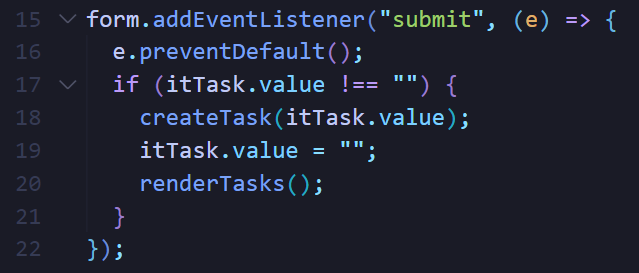 15 form.addEventListener("submit", (e) => {
16 e.preventDefault();
17 if (itTask.value !== "") {
18 createTask(itTask.value);
19 itTask.value = "";
20 renderTasks();
21 }
22 });